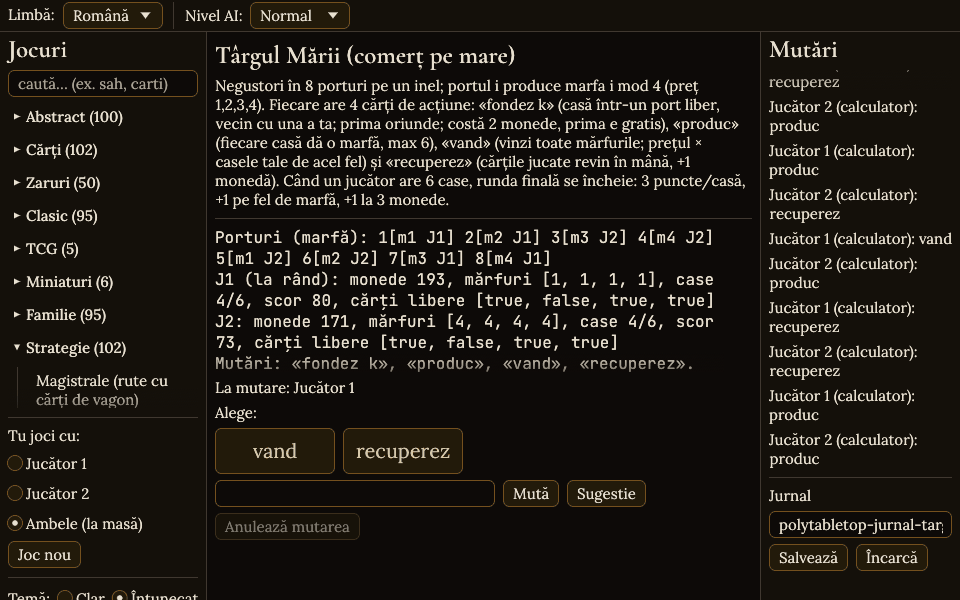 Limbă: Română Nivel AI: Normal
Jocuri
caută... (ex. sah, carti)
Abstract (100)
Cărți (102)
Zaruri (50)
Clasic (95)
TCG (5)
Miniaturi (6)
Familie (95)
Strategie (102)
Magistrale (rute cu
cărți de vagon)
Tu joci cu:
Jucător 1
Jucător 2
Ambele (la masă)
Joc nou
Temă: Clar Întunecat
Târgul Mării (comerț pe mare)
Negustori în 8 porturi pe un inel; portul i produce marfa i mod 4 (preț
1,2,3,4). Fiecare are 4 cărți de acțiune: «fondez k» (casă într-un port liber,
vecin cu una a ta; prima oriunde; costă 2 monede, prima e gratis), «produc»
(fiecare casă dă o marfă, max 6), «vand» (vinzi toate mărfurile; prețul ×
casele tale de acel fel) și «recuperez» (cărțile jucate revin în mână, +1
monedă). Când un jucător are 6 case, runda finală se încheie: 3 puncte/casă,
+1 pe fel de marfă, +1 la 3 monede.
Porturi (marfă): 1[m1 J1] 2[m2 J1] 3[m3 J2] 4[m4 J2]
5[m1 J2] 6[m2 J2] 7[m3 J1] 8[m4 J1]
J1 (la rând): monede 193, mărfuri [1, 1, 1, 1], case
4/6, scor 80, cărți libere [true, false, true, true]
J2: monede 171, mărfuri [4, 4, 4, 4], case 4/6, scor
73, cărți libere [true, false, true, true]
Mutări: «fondez k», «produc», «vand», «recuperez».
La mutare: Jucător 1
Alege:
vand recuperez
Mută Sugestie
Anulează mutarea
Mutări
recuperez
Jucător 2 (calculator):
produc
Jucător 1 (calculator):
produc
Jucător 2 (calculator):
recuperez
Jucător 1 (calculator): vand
Jucător 2 (calculator):
produc
Jucător 1 (calculator):
recuperez
Jucător 2 (calculator):
recuperez
Jucător 1 (calculator):
produc
Jucător 2 (calculator):
produc
Jurnal
polytabletop-jurnal-targ
Salvează Încarcă